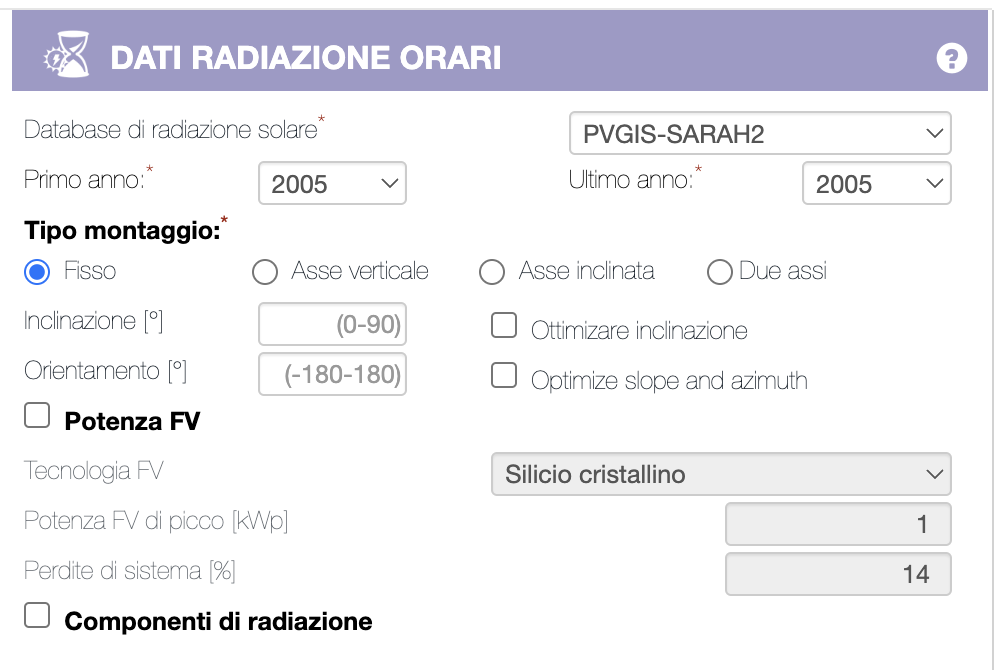 DATI RADIAZIONE ORARI ?
Database di radiazione solare* PVGIS-SARAH2
Primo anno:* 2005 Ultimo anno:* 2005
Tipo montaggio:*
Fisso Asse verticale Asse inclinata Due assi
Inclinazione [°] (0-90) Ottimizare inclinazione
Orientamento [°] (-180-180) Optimize slope and azimuth
Potenza FV
Tecnologia FV Silicio cristallino
Potenza FV di picco [kWp] 1
Perdite di sistema [%] 14
Componenti di radiazione